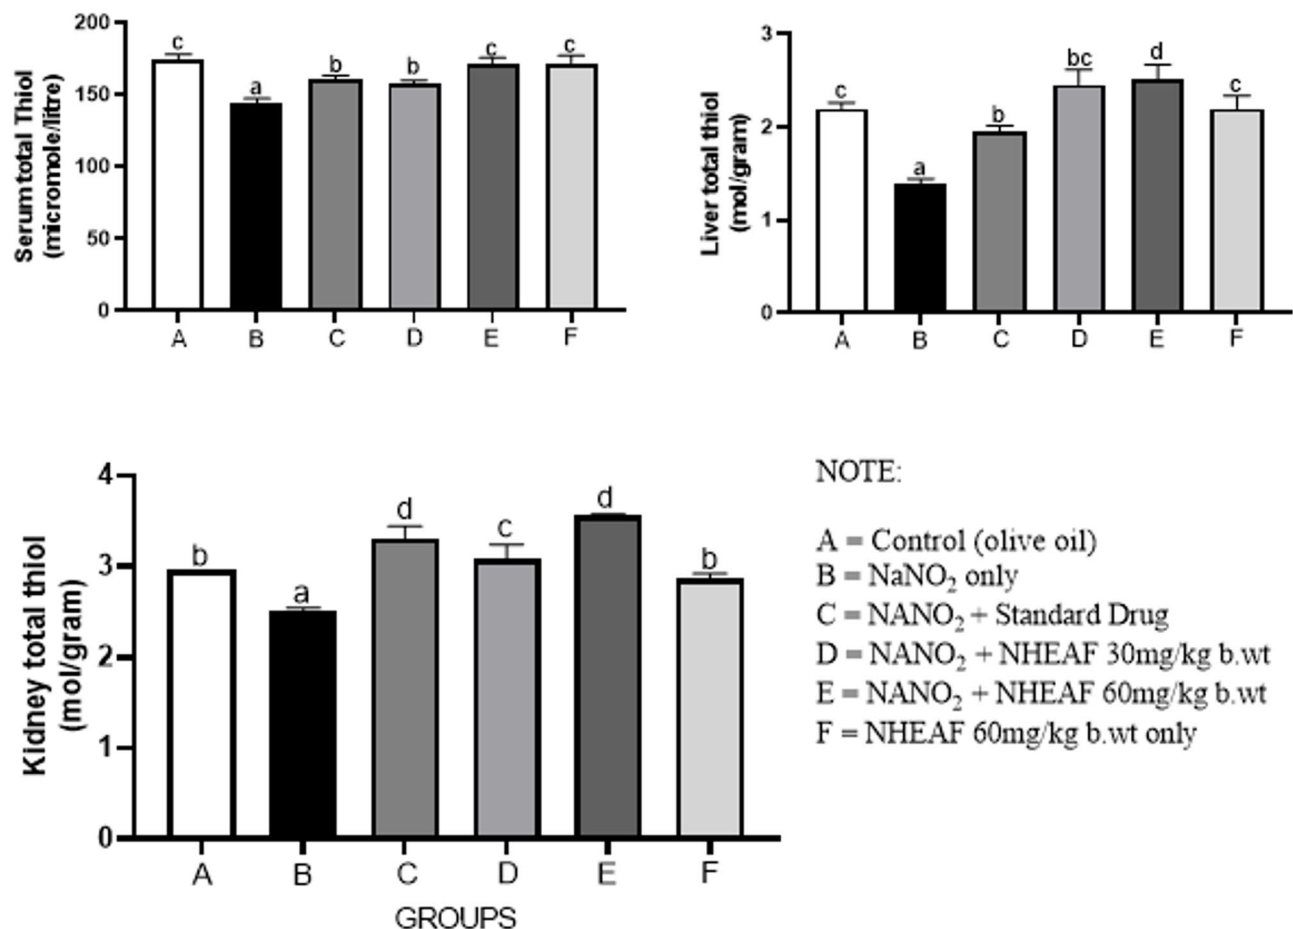 Serum total Thiol
(micromole/litre)
200
150
100
50
0
c
a
b
b
c
c
A B C D E F
Liver total thiol
(mol/gram)
3
2
1
0
c
a
b
bc
d
c
A B C D E F
Kidney total thiol
(mol/gram)
4
3
2
1
0
b
a
d
c
d
b
A B C D E F
GROUPS
NOTE:
A = Control (olive oil)
B = NaNO₂ only
C = NANO₂ + Standard Drug
D = NANO₂ + NHEAF 30mg/kg b.wt
E = NANO₂ + NHEAF 60mg/kg b.wt
F = NHEAF 60mg/kg b.wt only